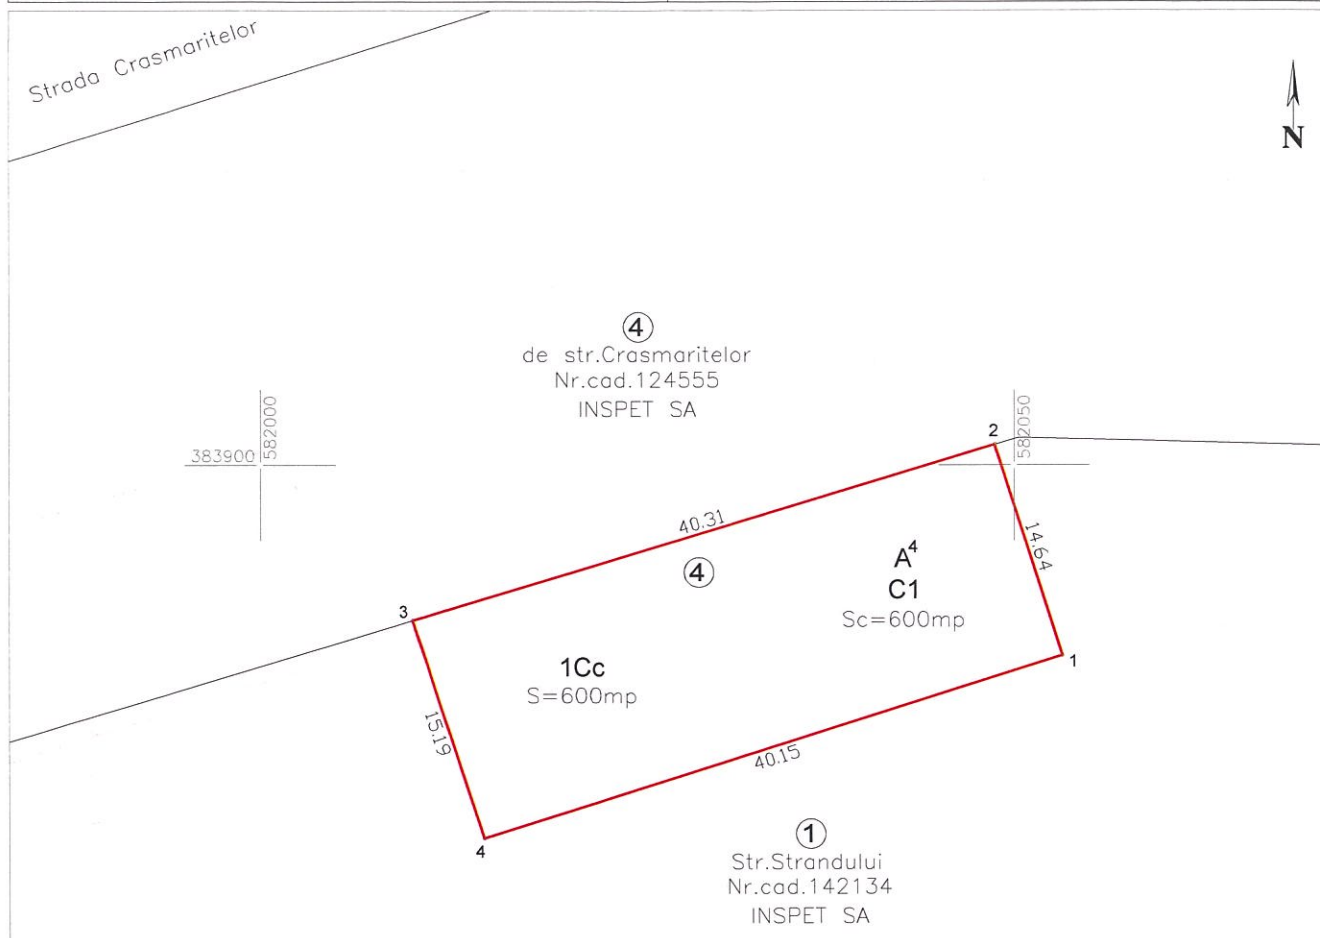 Strada Crasmaritelor
N
4
de str.Crasmaritelor
Nr.cad.124555
INSPET SA
383900
582000
582050
2
40.31
14.64
4
A4
C1
Sc=600mp
3
1Cc
S=600mp
1
15.19
40.15
4
1
Str.Strandului
Nr.cad.142134
INSPET SA